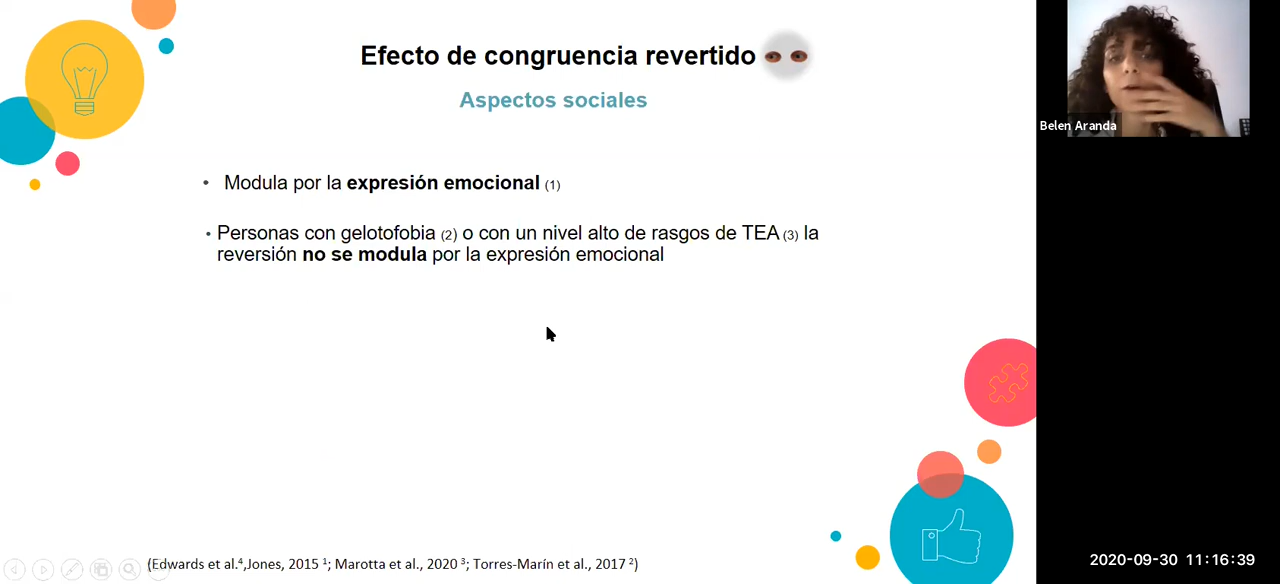 Efecto de congruencia revertido
Aspectos sociales
Belen Aranda
• Modula por la expresión emocional (1)
• Personas con gelotofobia (2) o con un nivel alto de rasgos de TEA (3) la
reversión no se modula por la expresión emocional
(Edwards et al.⁴,Jones, 2015 ¹; Marotta et al., 2020 ³; Torres-Marín et al., 2017 ²)
2020-09-30 11:16:39